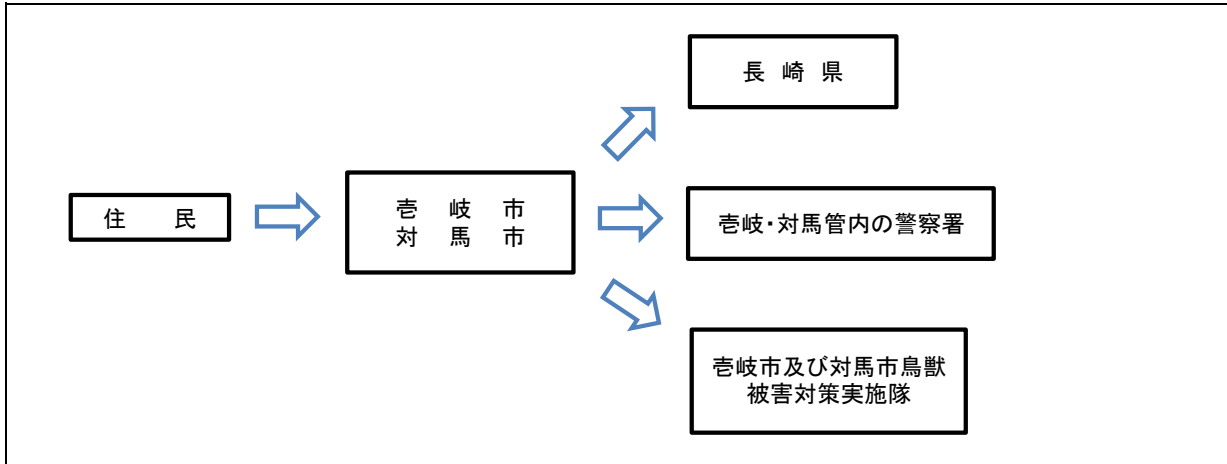 長 崎 県
住 民
壱 岐 市
対 馬 市
壱岐・対馬管内の警察署
壱岐市及び対馬市鳥獣
被害対策実施隊